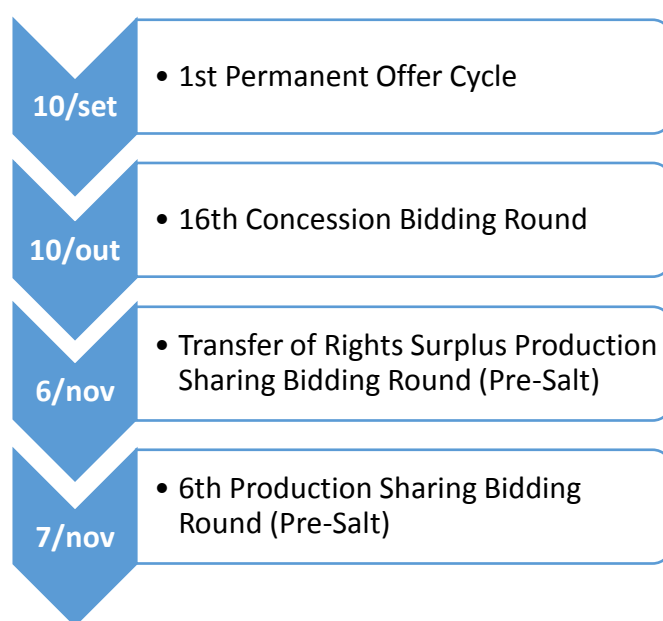 10/set
• 1st Permanent Offer Cycle
10/out
• 16th Concession Bidding Round
6/nov
• Transfer of Rights Surplus Production
Sharing Bidding Round (Pre-Salt)
7/nov
• 6th Production Sharing Bidding
Round (Pre-Salt)